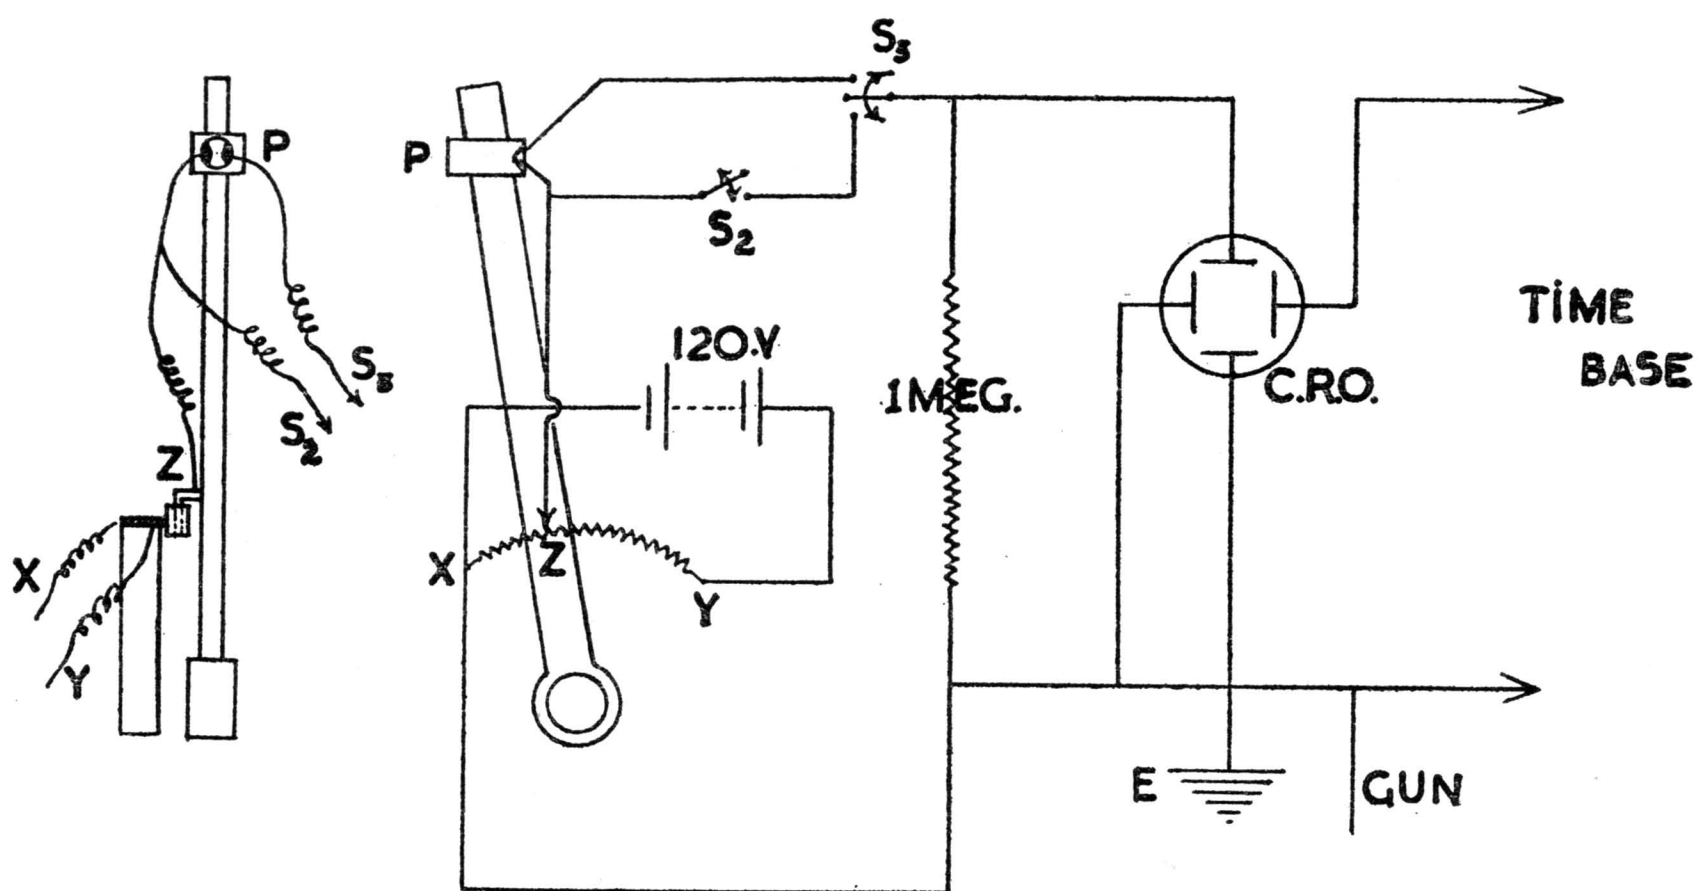 P
S₃
S₂
Z
X
Y
P
S₃
S₂
120.V
X
Z
Y
1MEG.
C.R.O.
TIME
BASE
E
GUN